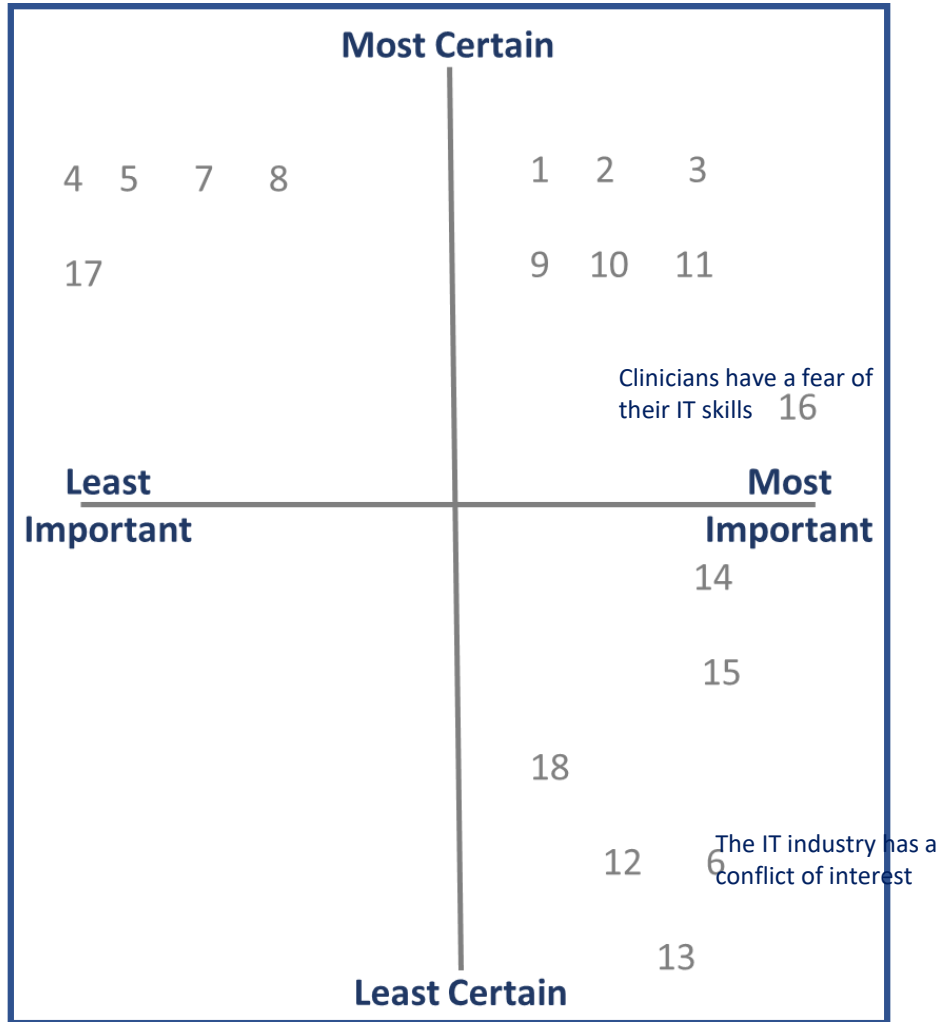 Most Certain
4 5 7 8 1 2 3
17 9 10 11
Clinicians have a fear of
their IT skills 16
Least Most
Important Important
14
15
18
12 6 The IT industry has a
conflict of interest
13
Least Certain